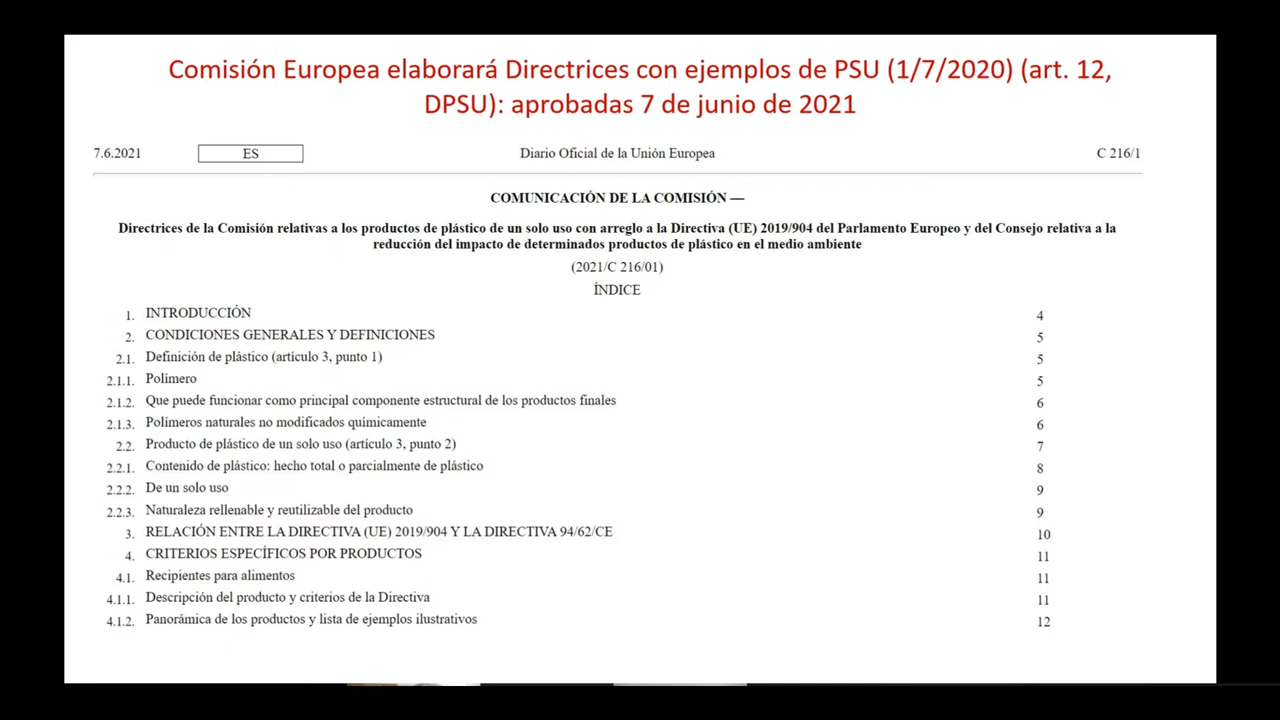 Comisión Europea elaborará Directrices con ejemplos de PSU (1/7/2020) (art. 12,
DPSU): aprobadas 7 de junio de 2021
7.6.2021 ES Diario Oficial de la Unión Europea C 216/1
COMUNICACIÓN DE LA COMISIÓN —
Directrices de la Comisión relativas a los productos de plástico de un solo uso con arreglo a la Directiva (UE) 2019/904 del Parlamento Europeo y del Consejo relativa a la
reducción del impacto de determinados productos de plástico en el medio ambiente
(2021/C 216/01)
ÍNDICE
1. INTRODUCCIÓN 4
2. CONDICIONES GENERALES Y DEFINICIONES 5
2.1. Definición de plástico (artículo 3, punto 1) 5
2.1.1. Polímero 5
2.1.2. Que puede funcionar como principal componente estructural de los productos finales 6
2.1.3. Polímeros naturales no modificados químicamente 6
2.2. Producto de plástico de un solo uso (artículo 3, punto 2) 7
2.2.1. Contenido de plástico: hecho total o parcialmente de plástico 8
2.2.2. De un solo uso 9
2.2.3. Naturaleza rellenable y reutilizable del producto 9
3. RELACIÓN ENTRE LA DIRECTIVA (UE) 2019/904 Y LA DIRECTIVA 94/62/CE 10
4. CRITERIOS ESPECÍFICOS POR PRODUCTOS 11
4.1. Recipientes para alimentos 11
4.1.1. Descripción del producto y criterios de la Directiva 11
4.1.2. Panorámica de los productos y lista de ejemplos ilustrativos 12